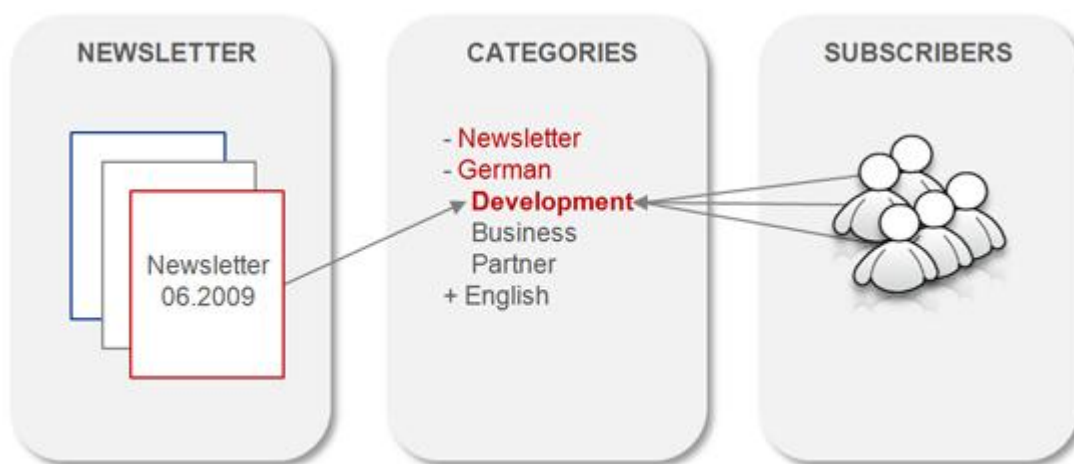 NEWSLETTER
Newsletter
06.2009
CATEGORIES
- Newsletter
- German
Development
Business
Partner
+ English
SUBSCRIBERS